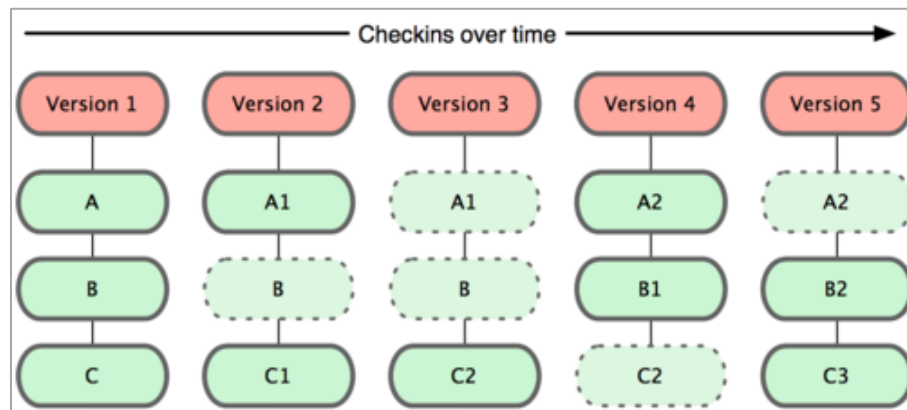 Checkins over time
Version 1 Version 2 Version 3 Version 4 Version 5
A A1 A1 A2 A2
B B B B1 B2
C C1 C2 C2 C3